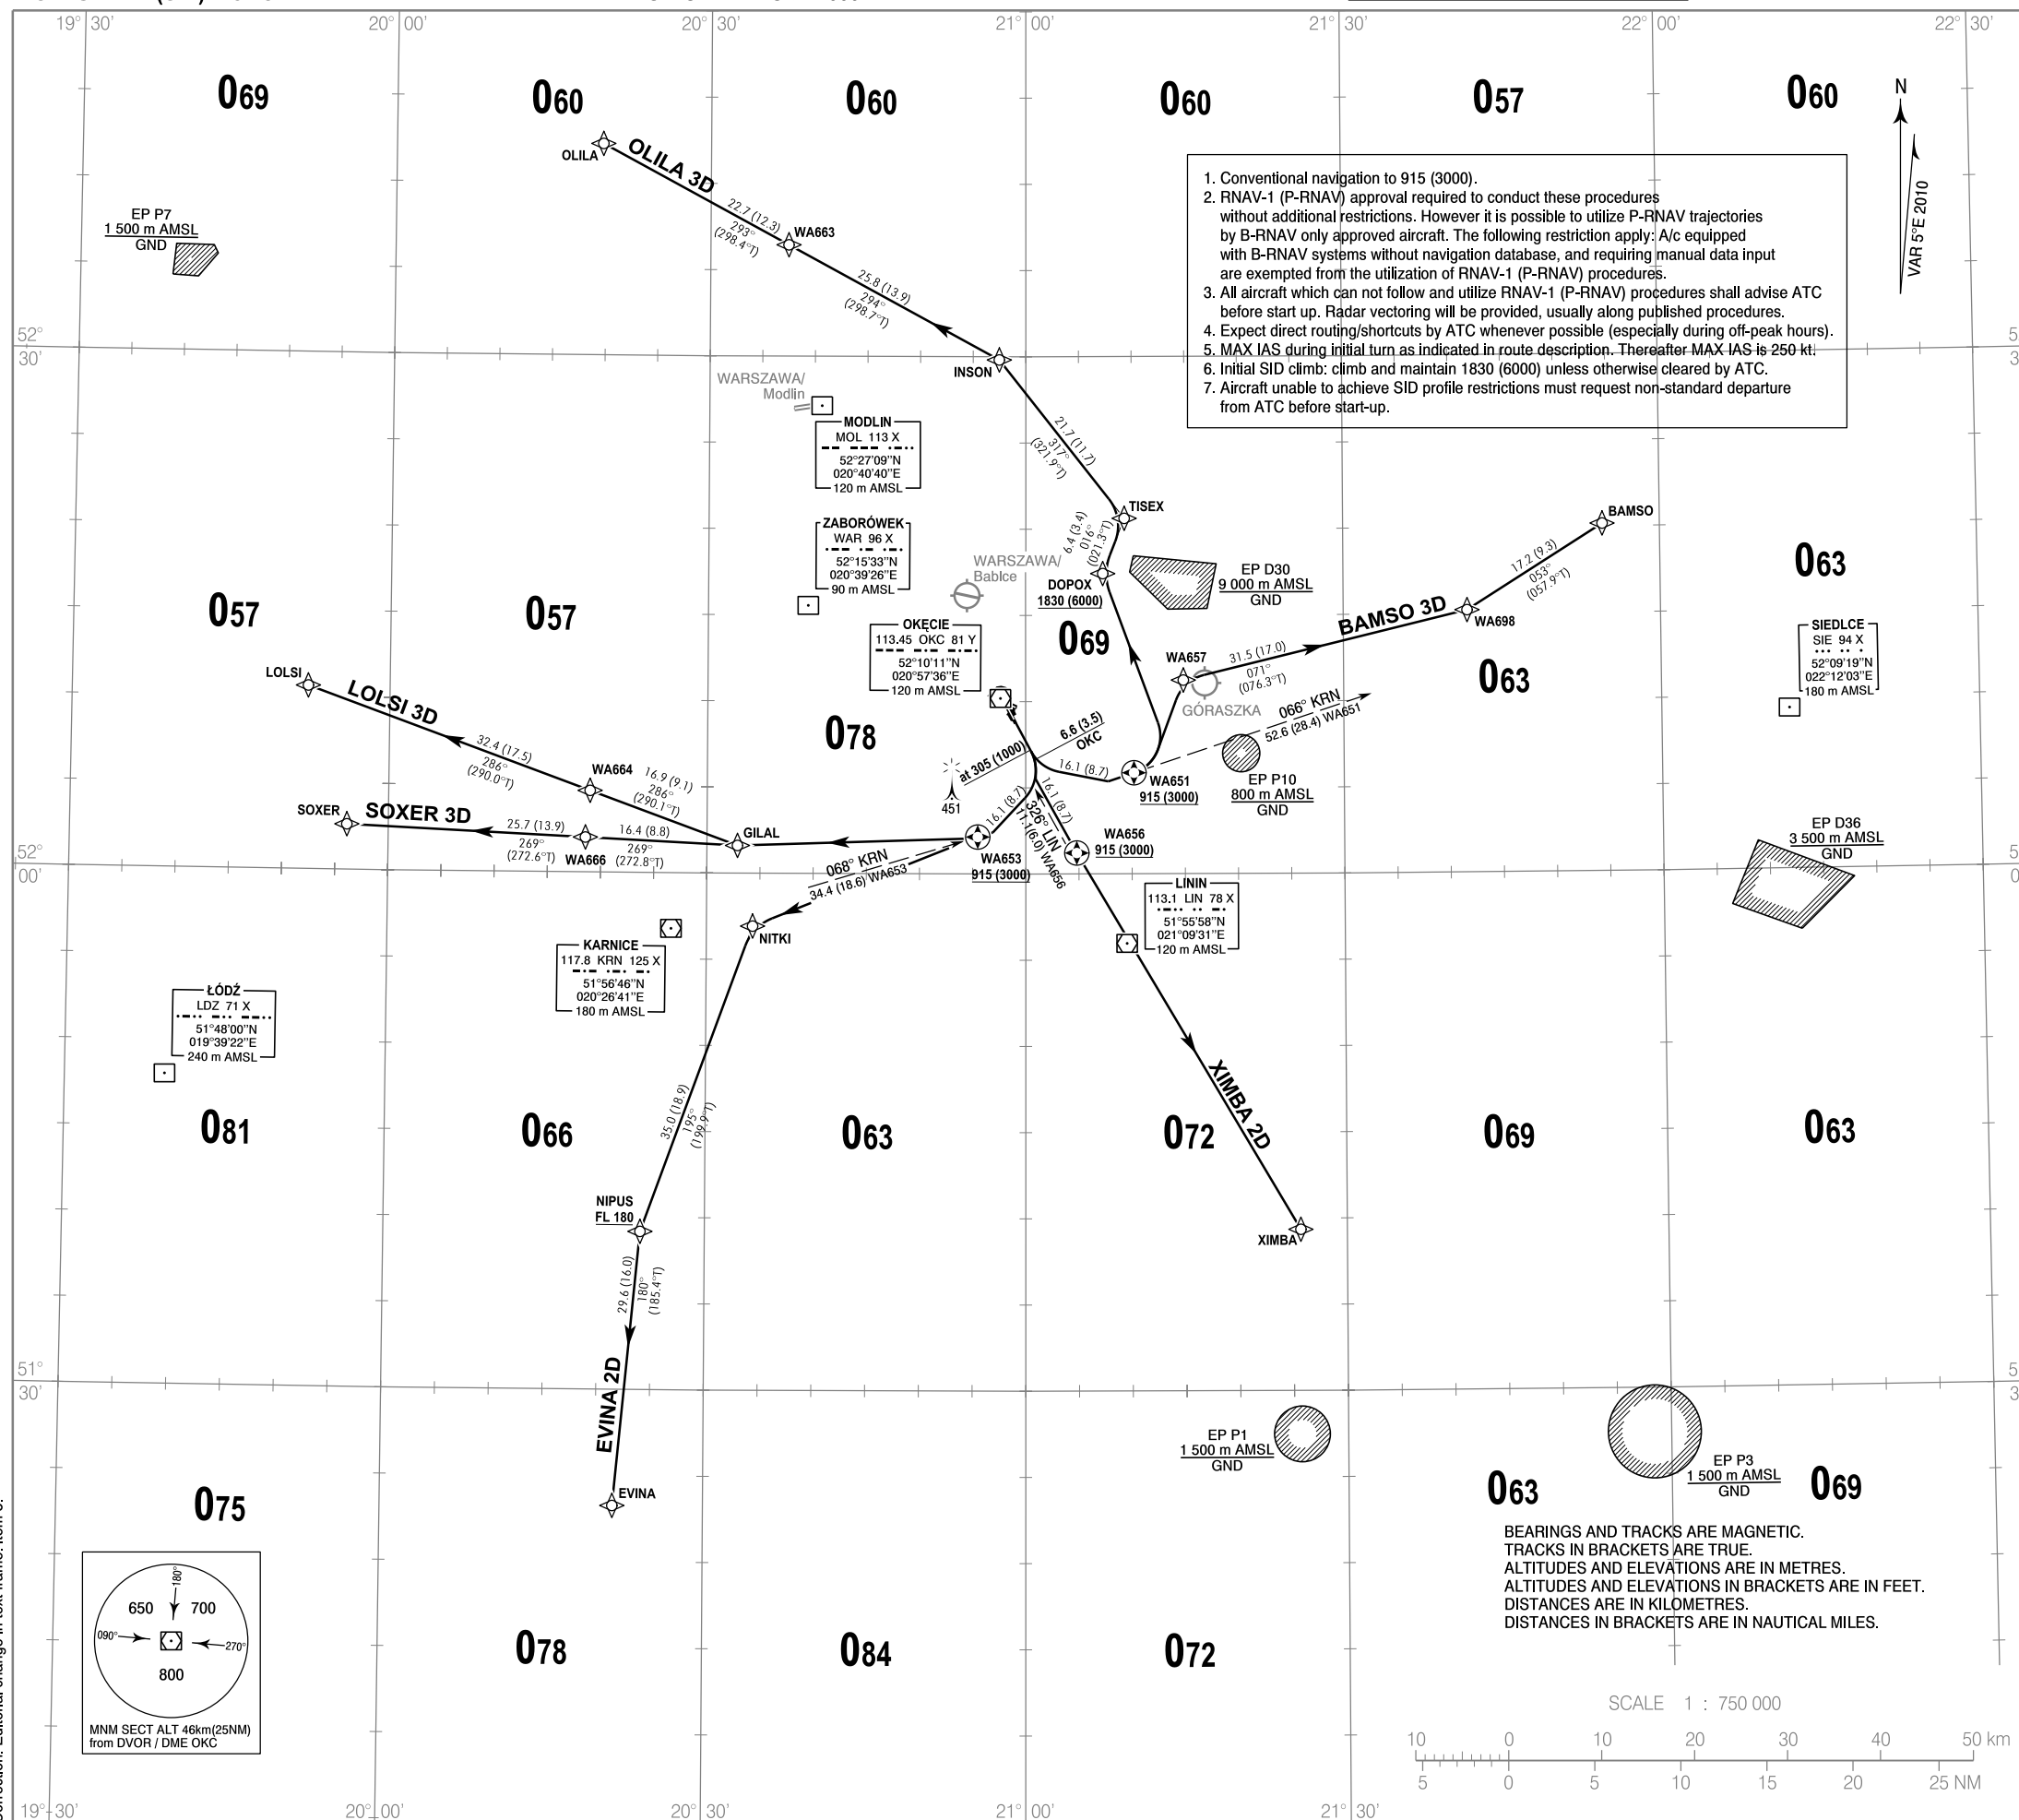 19° 30'
20° 00'
20° 30'
21° 00'
21° 30'
22° 00'
22° 30'
069
060
060
060
057
060
N
VAR 5°E 2010
OLILA
OLILA 3D
22.7 (12.3)
293°
(298.4°T)
WA663
25.8 (13.9)
294°
(298.7°T)
INSON
EP P7
1 500 m AMSL
GND
1. Conventional navigation to 915 (3000).
2. RNAV-1 (P-RNAV) approval required to conduct these procedures
without additional restrictions. However it is possible to utilize P-RNAV trajectories
by B-RNAV only approved aircraft. The following restriction apply: A/c equipped
with B-RNAV systems without navigation database, and requiring manual data input
are exempted from the utilization of RNAV-1 (P-RNAV) procedures.
3. All aircraft which can not follow and utilize RNAV-1 (P-RNAV) procedures shall advise ATC
before start up. Radar vectoring will be provided, usually along published procedures.
4. Expect direct routing/shortcuts by ATC whenever possible (especially during off-peak hours).
5. MAX IAS during initial turn as indicated in route description. Thereafter MAX IAS is 250 kt.
6. Initial SID climb: climb and maintain 1830 (6000) unless otherwise cleared by ATC.
7. Aircraft unable to achieve SID profile restrictions must request non-standard departure
from ATC before start-up.
52°
30'
WARSZAWA/
Modlin
MODLIN
MOL 113 X
52°27'09"N
020°40'40"E
120 m AMSL
21.7 (11.7)
317°
(321.9°T)
TISEX
6.4 (3.4)
016°
(021.3°T)
DOPOX
1830 (6000)
ZABORÓWEK
WAR 96 X
52°15'33"N
020°39'26"E
90 m AMSL
WARSZAWA/
Babice
EP D30
9 000 m AMSL
GND
BAMSO
17.2 (9.3)
053°
(057.9°T)
063
057
057
069
OKĘCIE
113.45 OKC 81 Y
52°10'11"N
020°57'36"E
120 m AMSL
WA657
31.5 (17.0)
071°
(076.3°T)
BAMSO 3D
WA698
063
GÓRASZKA
066° KRN
52.6 (28.4) WA651
SIEDLCE
SIE 94 X
52°09'19"N
022°12'03"E
180 m AMSL
LOLSI
LOLSI 3D
32.4 (17.5)
286°
(290.0°T)
WA664
16.9 (9.1)
286°
(290.1°T)
078
6.6 (3.5)
OKC
at 305 (1000)
451
16.1 (8.7)
WA651
915 (3000)
EP P10
800 m AMSL
GND
SOXER
SOXER 3D
25.7 (13.9)
269°
(272.6°T)
WA666
16.4 (8.8)
269°
(272.8°T)
GILAL
16.1 (8.7)
WA653
915 (3000)
16.1 (8.7)
326° LIN
11.1(6.0) WA656
WA656
915 (3000)
EP D36
3 500 m AMSL
GND
52°
00'
068° KRN
34.4 (18.6) WA653
NITKI
LININ
113.1 LIN 78 X
51°55'58"N
021°09'31"E
120 m AMSL
KARNICE
117.8 KRN 125 X
51°56'46"N
020°26'41"E
180 m AMSL
ŁÓDŹ
LDZ 71 X
51°48'00"N
019°39'22"E
240 m AMSL
35.0 (18.9)
195°
(199.9°T)
XIMBA 2D
081
066
063
072
069
063
NIPUS
FL 180
XIMBA
29.6 (16.0)
180°
(185.4°T)
51°
30'
EVINA 2D
EVINA
EP P1
1 500 m AMSL
GND
EP P3
1 500 m AMSL
GND
075
063
069
BEARINGS AND TRACKS ARE MAGNETIC.
TRACKS IN BRACKETS ARE TRUE.
ALTITUDES AND ELEVATIONS ARE IN METRES.
ALTITUDES AND ELEVATIONS IN BRACKETS ARE IN FEET.
DISTANCES ARE IN KILOMETRES.
DISTANCES IN BRACKETS ARE IN NAUTICAL MILES.
180°
650
700
090°
270°
800
MNM SECT ALT 46km(25NM)
from DVOR / DME OKC
078
084
072
SCALE 1 : 750 000
10 0 10 20 30 40 50 km
5 0 5 10 15 20 25 NM
19° 30'
20° 00'
20° 30'
21° 00'
21° 30'